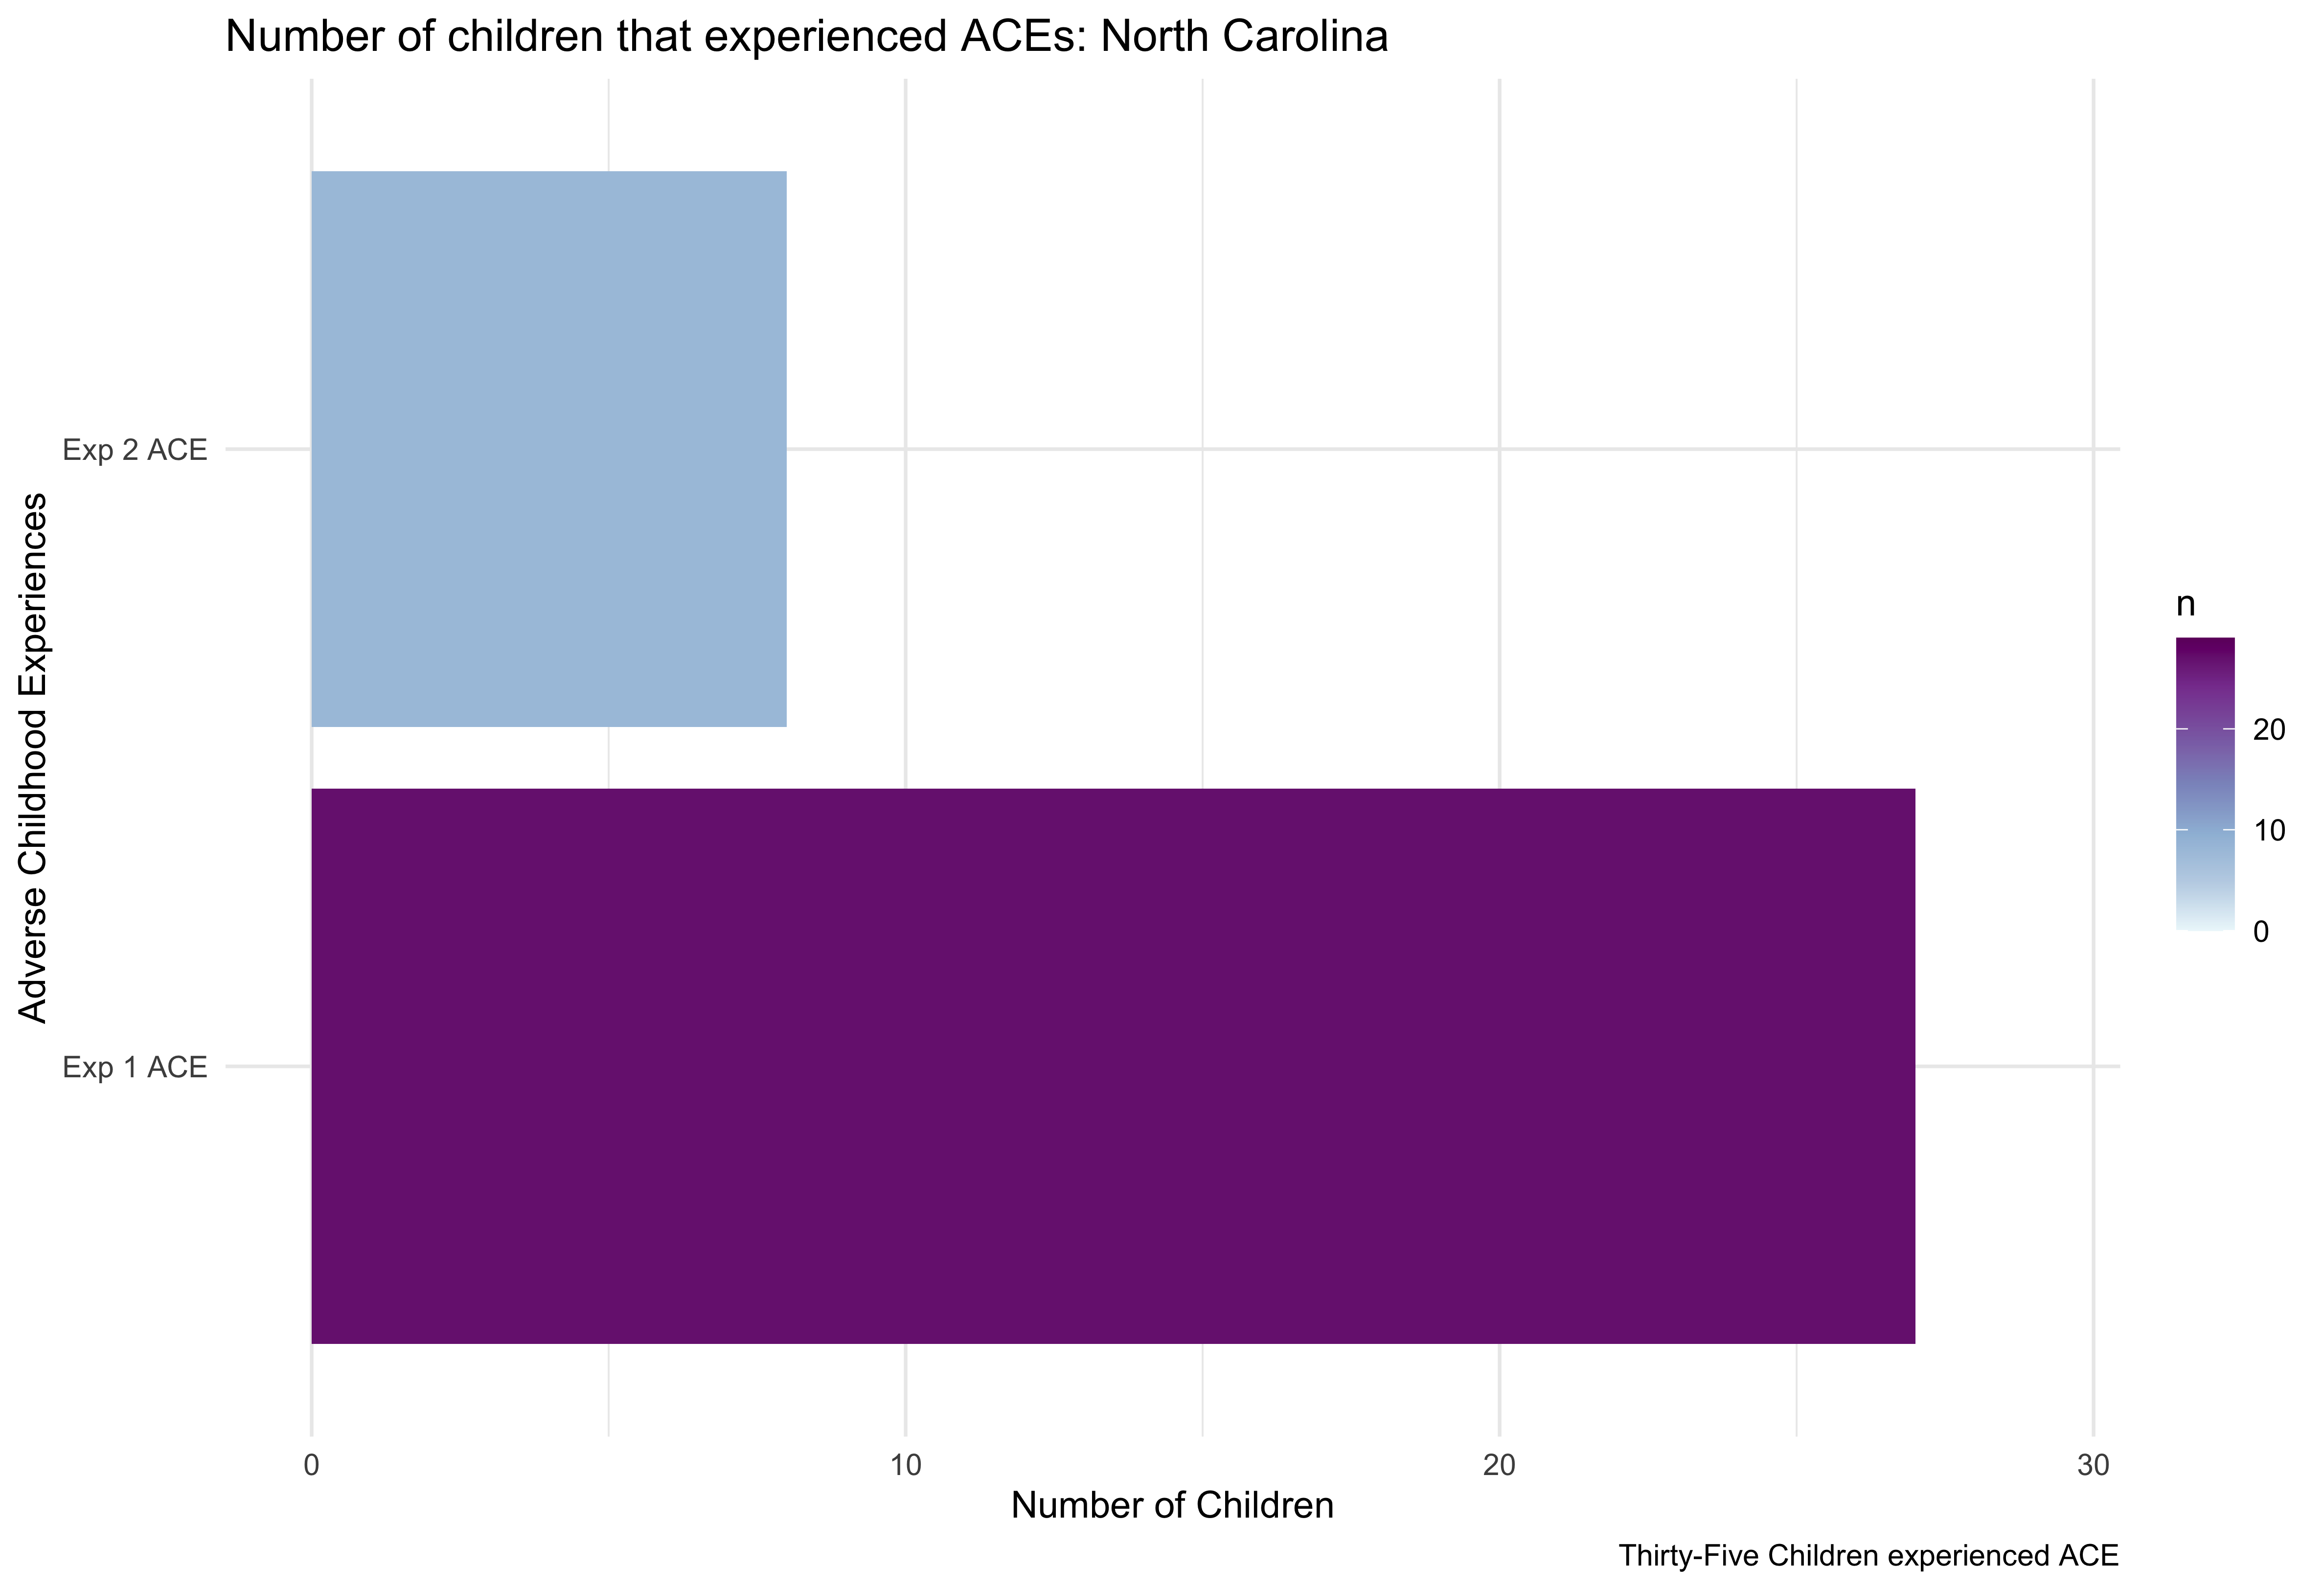 Number of children that experienced ACEs: North Carolina
Adverse Childhood Experiences
Exp 2 ACE
Exp 1 ACE
0
10
20
30
Number of Children
n
20
10
0
Thirty-Five Children experienced ACE